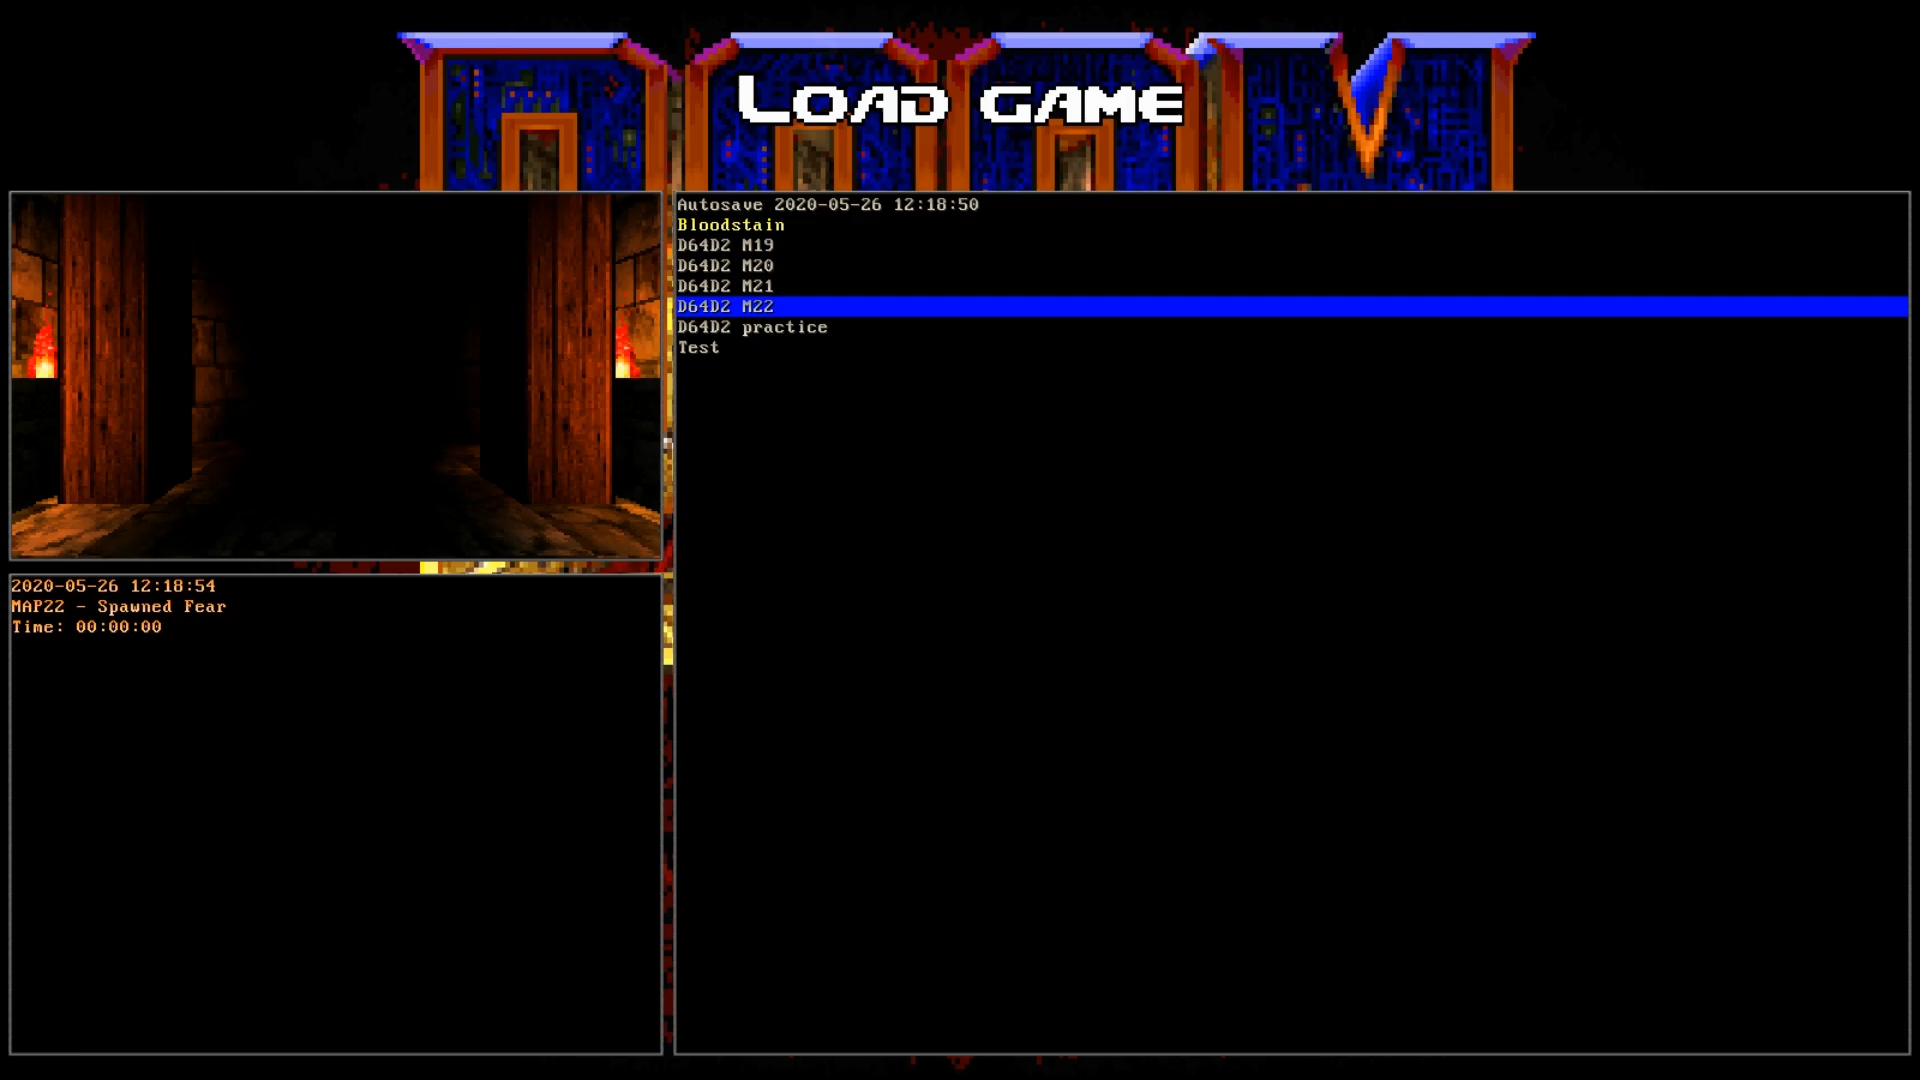 LOAD GAME
Autosave 2020-05-26 12:18:50
Bloodstain
D64D2 M19
D64D2 M20
D64D2 M21
D64D2 M22
D64D2 practice
Test
2020-05-26 12:18:54
MAP22 - Spawned Fear
Time: 00:00:00